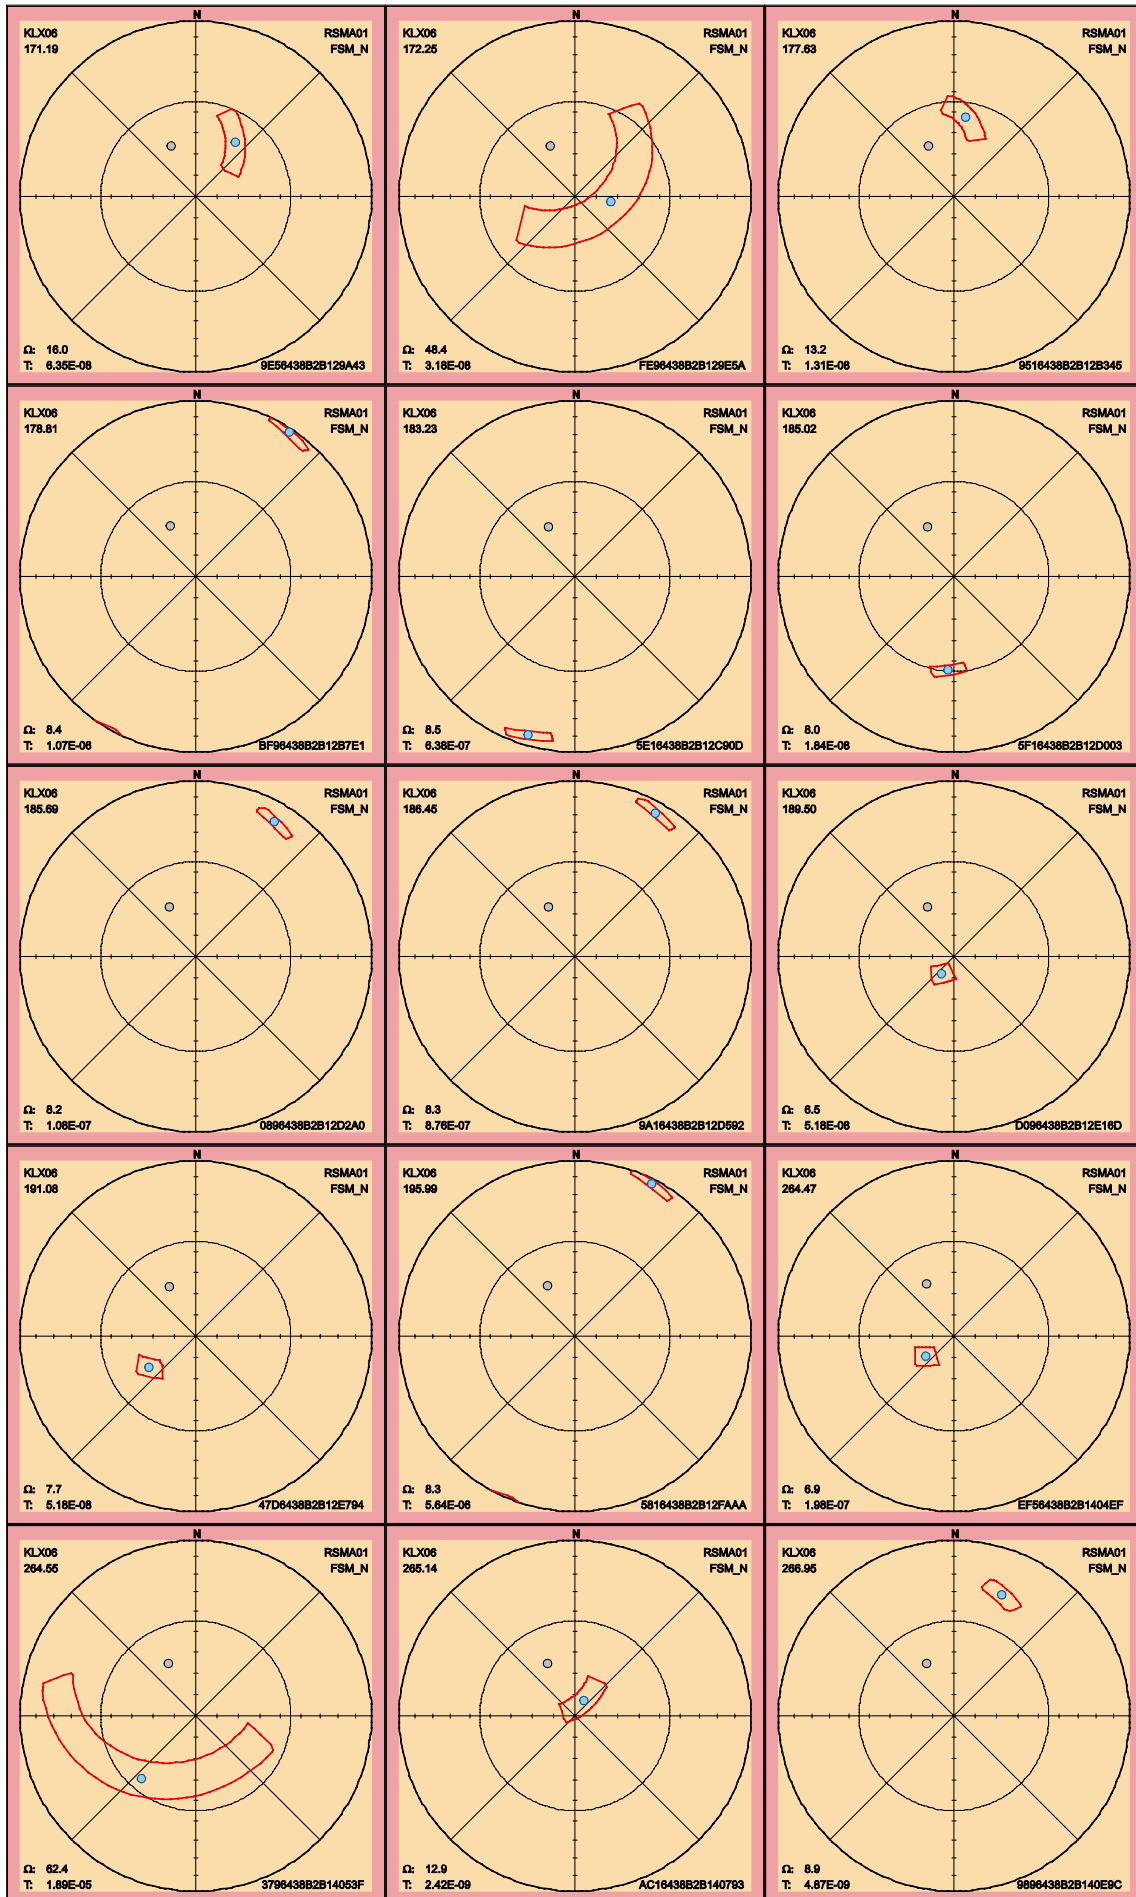 N
KLX06 RSMA01
171.19 FSM_N
Ω: 16.0
T: 6.35E-08 9E56438B2B129A43
N
KLX06 RSMA01
172.25 FSM_N
Ω: 48.4
T: 3.18E-08 FE96438B2B129E5A
N
KLX06 RSMA01
177.63 FSM_N
Ω: 13.2
T: 1.31E-08 9516438B2B12B345
N
KLX06 RSMA01
178.81 FSM_N
Ω: 8.4
T: 1.07E-06 BF96438B2B12B7E1
N
KLX06 RSMA01
183.23 FSM_N
Ω: 8.5
T: 6.38E-07 5E16438B2B12C90D
N
KLX06 RSMA01
185.02 FSM_N
Ω: 8.0
T: 1.84E-08 5F16438B2B12D003
N
KLX06 RSMA01
185.69 FSM_N
Ω: 8.2
T: 1.08E-07 0896438B2B12D2A0
N
KLX06 RSMA01
186.45 FSM_N
Ω: 8.3
T: 8.76E-07 9A16438B2B12D592
N
KLX06 RSMA01
189.50 FSM_N
Ω: 6.5
T: 5.18E-08 D096438B2B12E16D
N
KLX06 RSMA01
191.08 FSM_N
Ω: 7.7
T: 5.18E-08 47D6438B2B12E794
N
KLX06 RSMA01
195.99 FSM_N
Ω: 8.3
T: 5.64E-06 5816438B2B12FAAA
N
KLX06 RSMA01
264.47 FSM_N
Ω: 6.9
T: 1.98E-07 EF56438B2B1404EF
N
KLX06 RSMA01
264.55 FSM_N
Ω: 62.4
T: 1.89E-05 3796438B2B14053F
N
KLX06 RSMA01
265.14 FSM_N
Ω: 12.9
T: 2.42E-09 AC16438B2B140793
N
KLX06 RSMA01
266.95 FSM_N
Ω: 8.9
T: 4.87E-09 9896438B2B140E9C